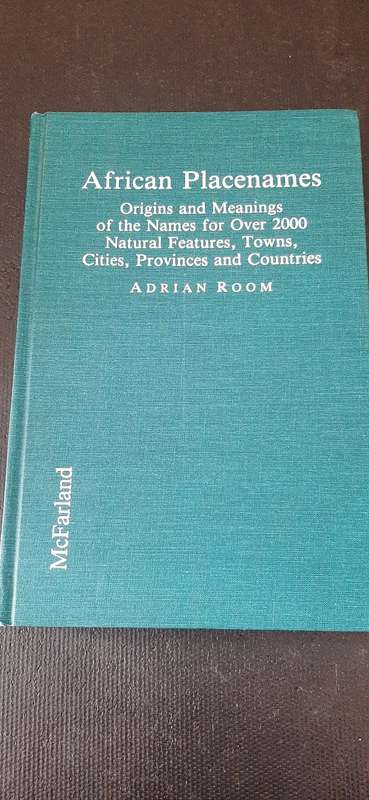 African Placenames
Origins and Meanings
of the Names for Over 2000
Natural Features, Towns,
Cities, Provinces and Countries
ADRIAN ROOM
McFarland